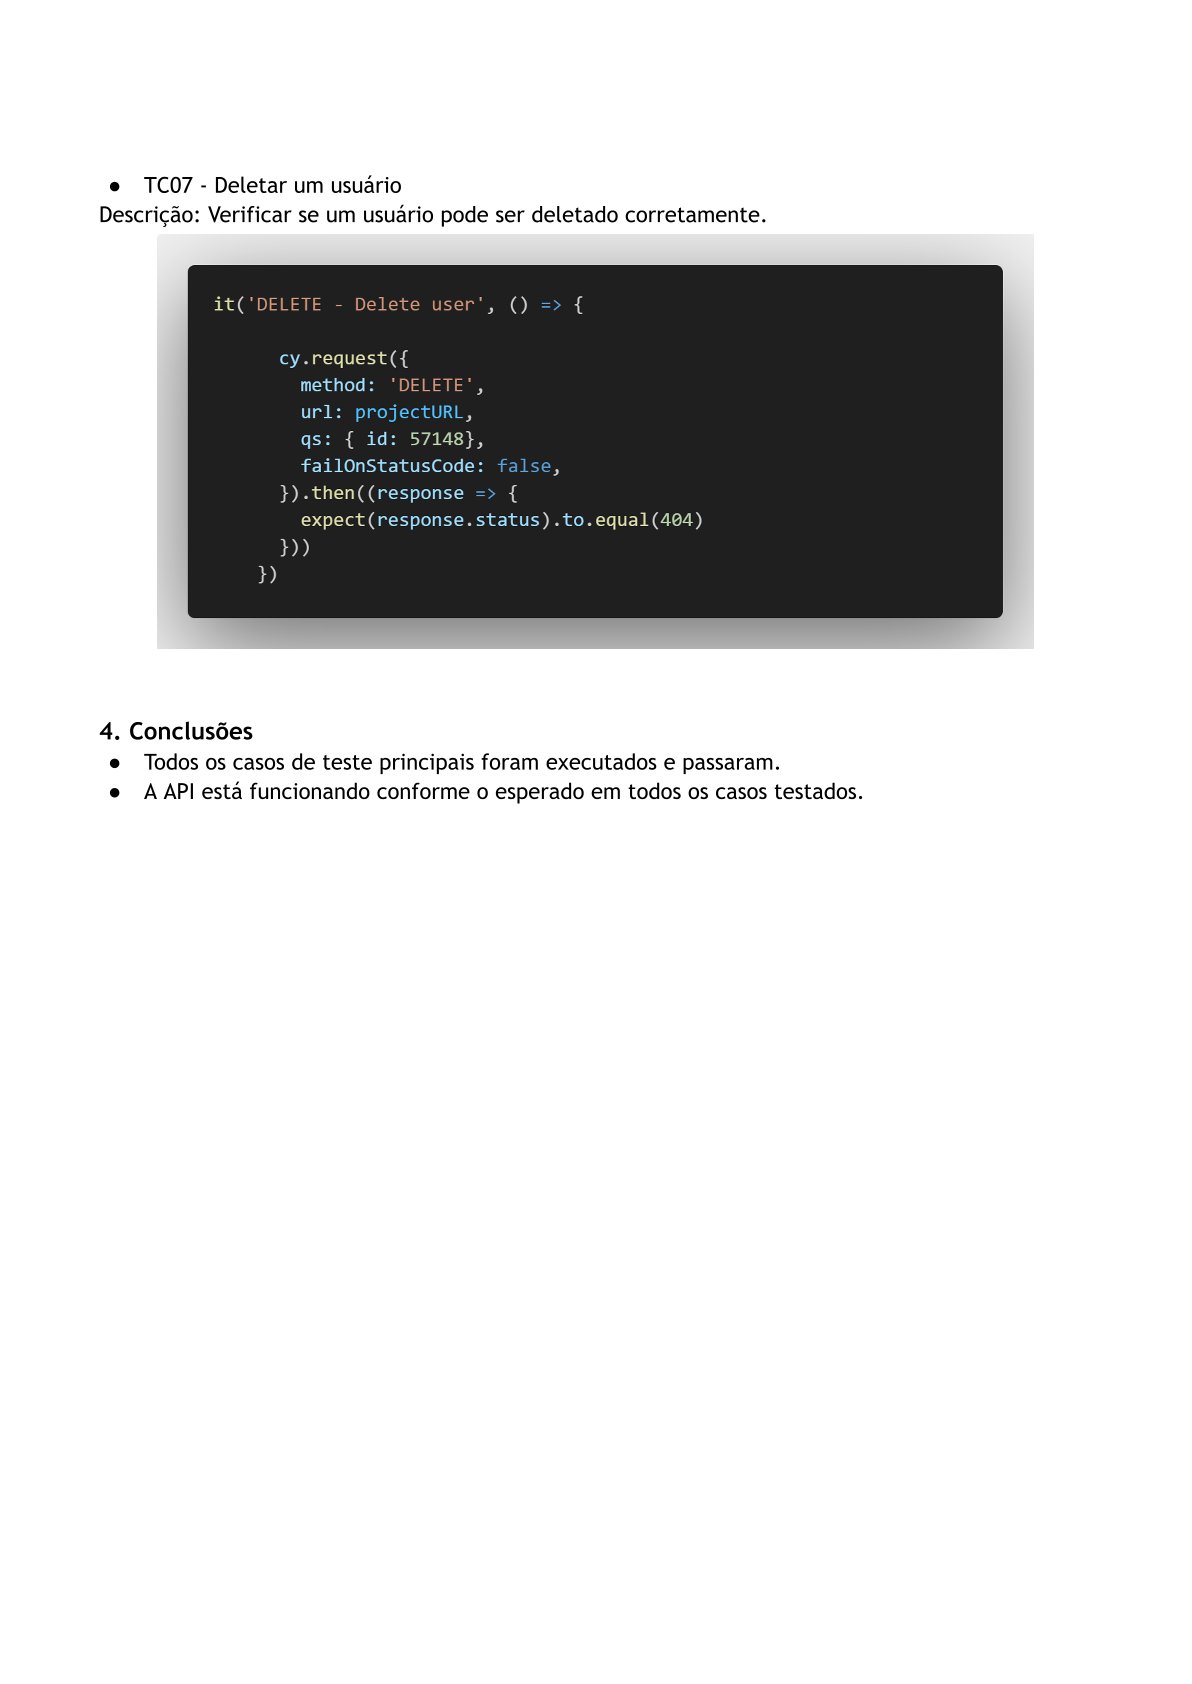 ● TC07 - Deletar um usuário
Descrição: Verificar se um usuário pode ser deletado corretamente.
it('DELETE - Delete user', () => {
cy.request({
method: 'DELETE',
url: projectURL,
qs: { id: 57148},
failOnStatusCode: false,
}).then((response => {
expect(response.status).to.equal(404)
}))
})
4. Conclusões
● Todos os casos de teste principais foram executados e passaram.
● A API está funcionando conforme o esperado em todos os casos testados.